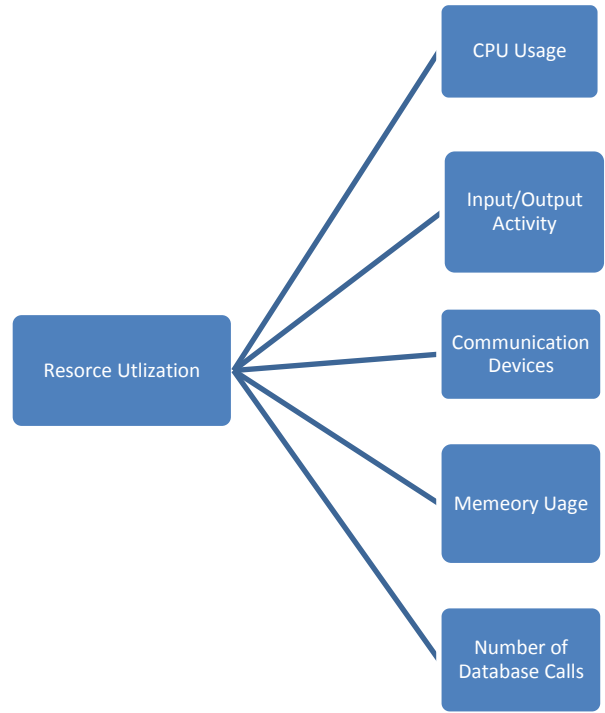 CPU Usage
Input/Output
Activity
Resorce Utlization
Communication
Devices
Memeory Uage
Number of
Database Calls